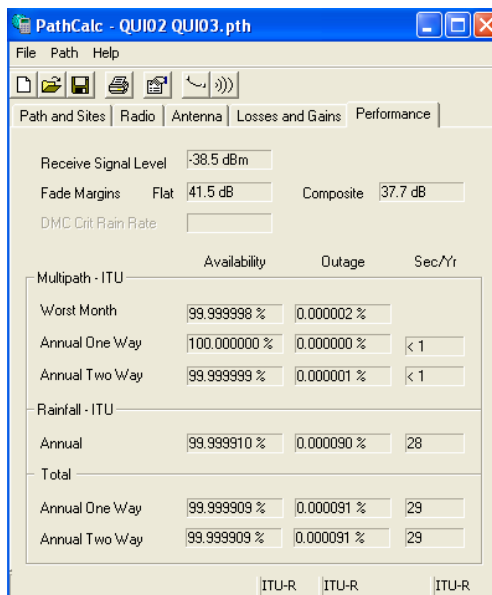 PathCalc - QUI02 QUI03.pth
File Path Help
Path and Sites Radio Antenna Losses and Gains Performance
Receive Signal Level -38.5 dBm
Fade Margins Flat 41.5 dB Composite 37.7 dB
DMC Crit Rain Rate
Availability Outage Sec/Yr
Multipath - ITU
Worst Month 99.999998 % 0.000002 %
Annual One Way 100.000000 % 0.000000 % < 1
Annual Two Way 99.999999 % 0.000001 % < 1
Rainfall - ITU
Annual 99.999910 % 0.000090 % 28
Total
Annual One Way 99.999909 % 0.000091 % 29
Annual Two Way 99.999909 % 0.000091 % 29
ITU-R ITU-R ITU-R